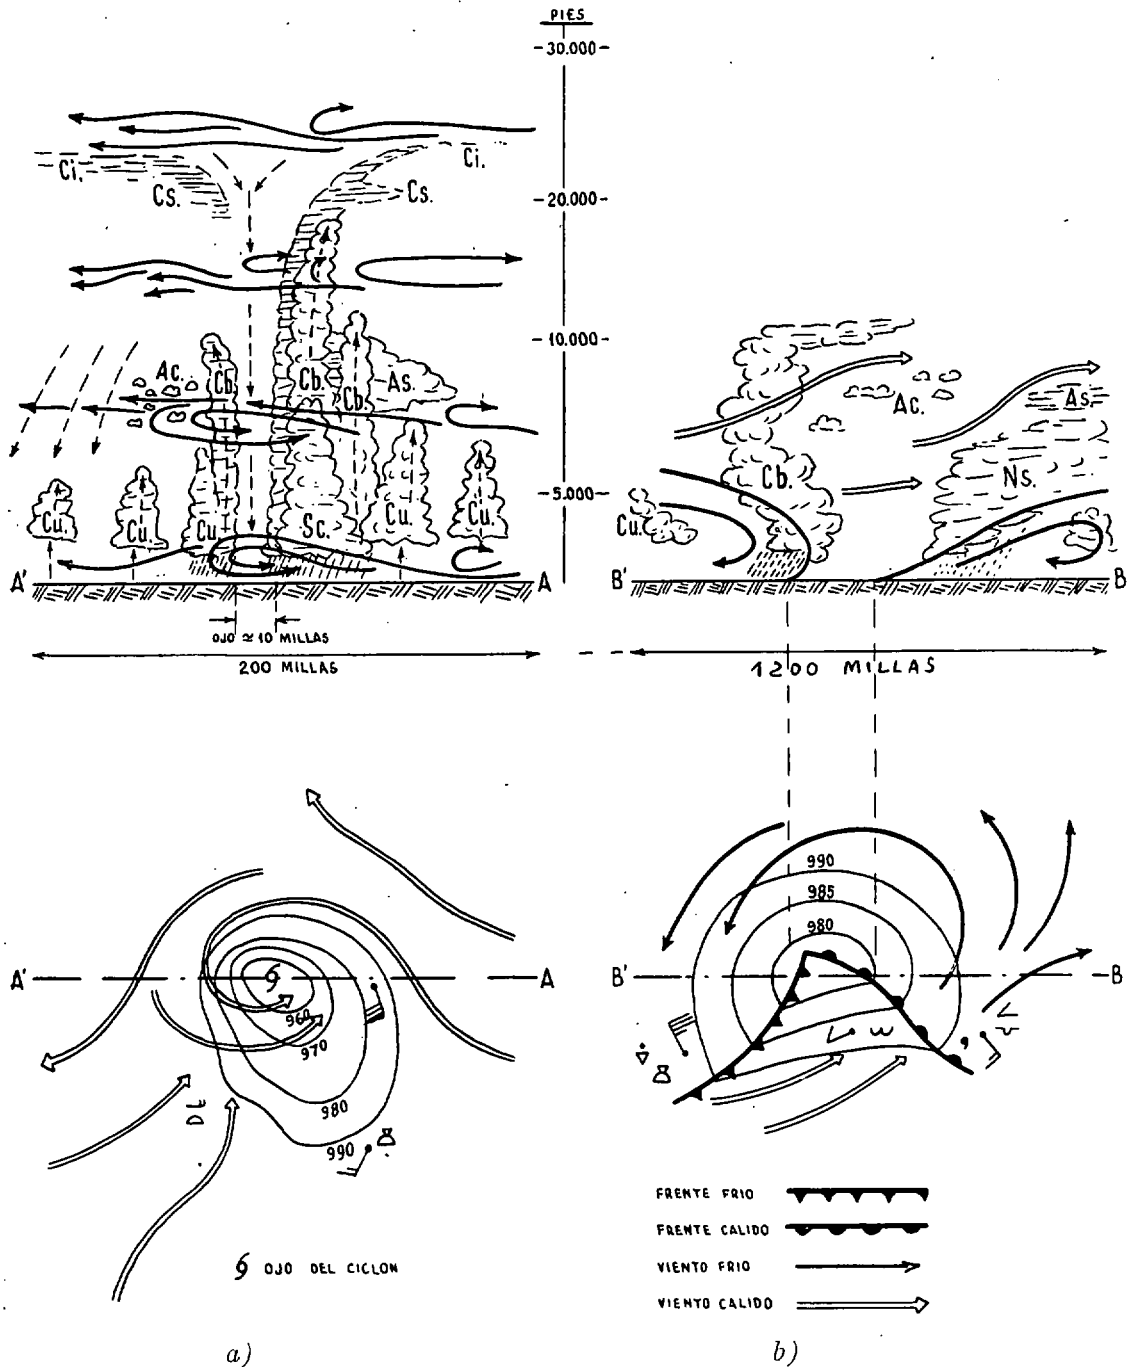 PIES
-30.000-
Ci. Ci.
Cs. Cs.
-20.000-
-10.000-
Ac. Cb. Cb. Cb. As.
Ac. As.
Cb. Ns.
-5.000-
Cu. Cu. Cu. Sc. Cu. Cu.
Cu.
A' A B' B
OJO ≃ 10 MILLAS
200 MILLAS
1200 MILLAS
990
985
980
A' A B' B
960
970
980
990
FRENTE FRIO
FRENTE CALIDO
VIENTO FRIO
VIENTO CALIDO
OJO DEL CICLON
a) b)